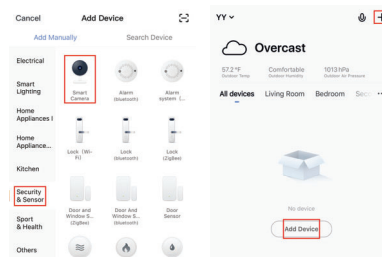 Cancel Add Device
Add Manually Search Device
Electrical
Smart
Lighting
Home
Appliances I
Home
Appliance...
Kitchen
Security
& Sensor
Sport
& Health
Others
Smart
Camera
Alarm
(bluetooth)
Alarm
system (...
Lock (Wi-
Fi)
Lock
(bluetooth)
Lock
(ZigBee)
Door and
Window S...
(ZigBee)
Door And
Window S...
(bluetooth)
Door
Sensor
YY
Overcast
57.2 °F Comfortable 1013 hPa
Outdoor Temp Outdoor Humidity Outdoor Air Pressure
All devices Living Room Bedroom
No device
Add Device